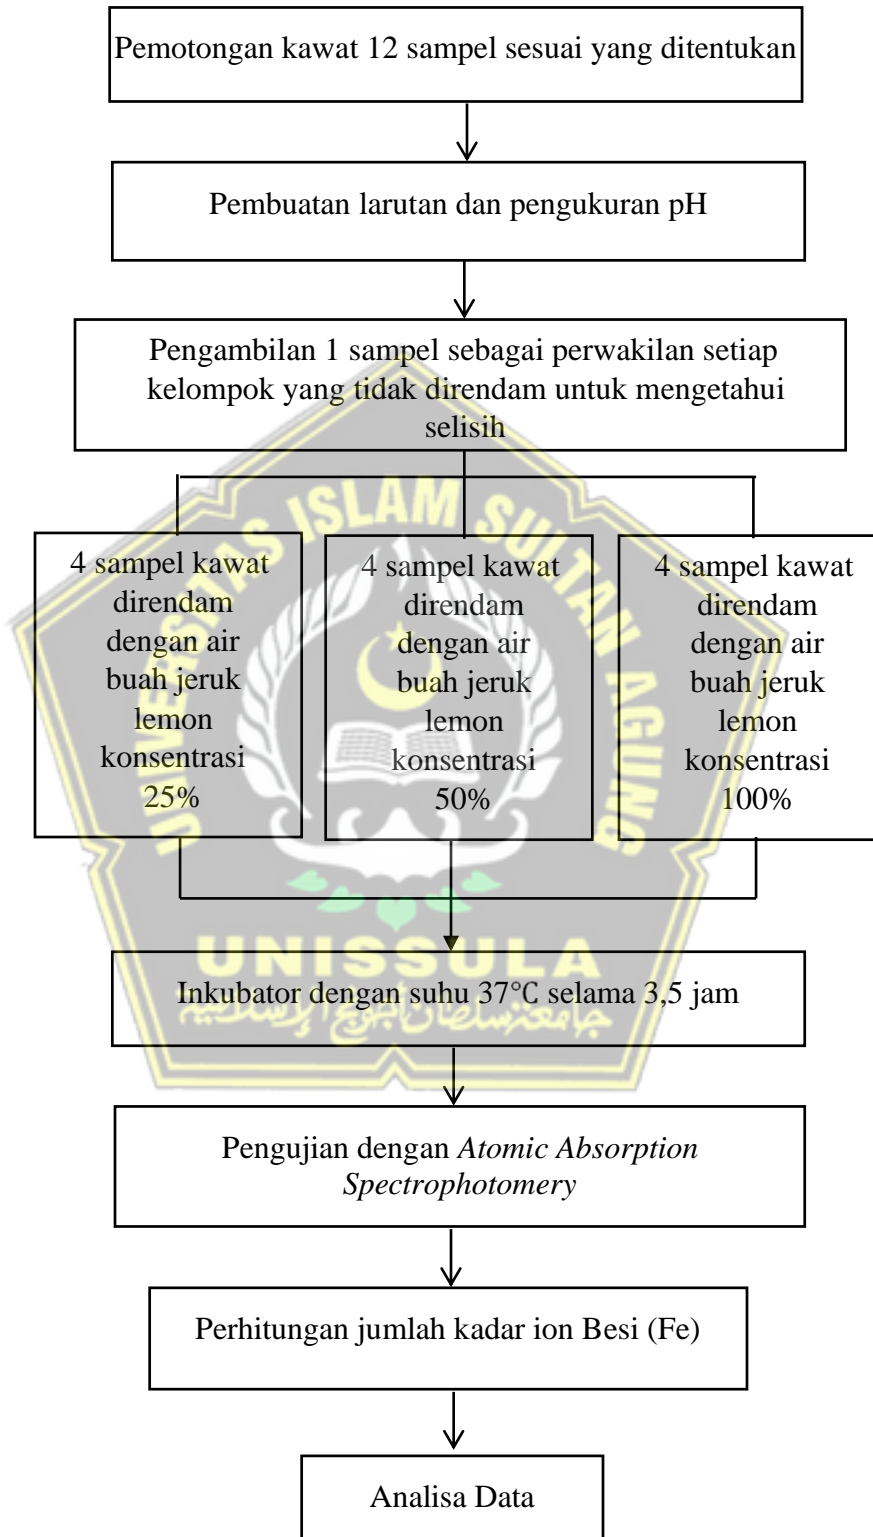 Pemotongan kawat 12 sampel sesuai yang ditentukan
Pembuatan larutan dan pengukuran pH
Pengambilan 1 sampel sebagai perwakilan setiap
kelompok yang tidak direndam untuk mengetahui
selisih
4 sampel kawat
direndam
dengan air
buah jeruk
lemon
konsentrasi
25%
4 sampel kawat
direndam
dengan air
buah jeruk
lemon
konsentrasi
50%
4 sampel kawat
direndam
dengan air
buah jeruk
lemon
konsentrasi
100%
UNIVERSITAS ISLAM SULTAN AGUNG
UNISSULA
جامعتنسلطان أجونج الإسلامية
Inkubator dengan suhu 37°C selama 3,5 jam
Pengujian dengan Atomic Absorption
Spectrophotomery
Perhitungan jumlah kadar ion Besi (Fe)
Analisa Data